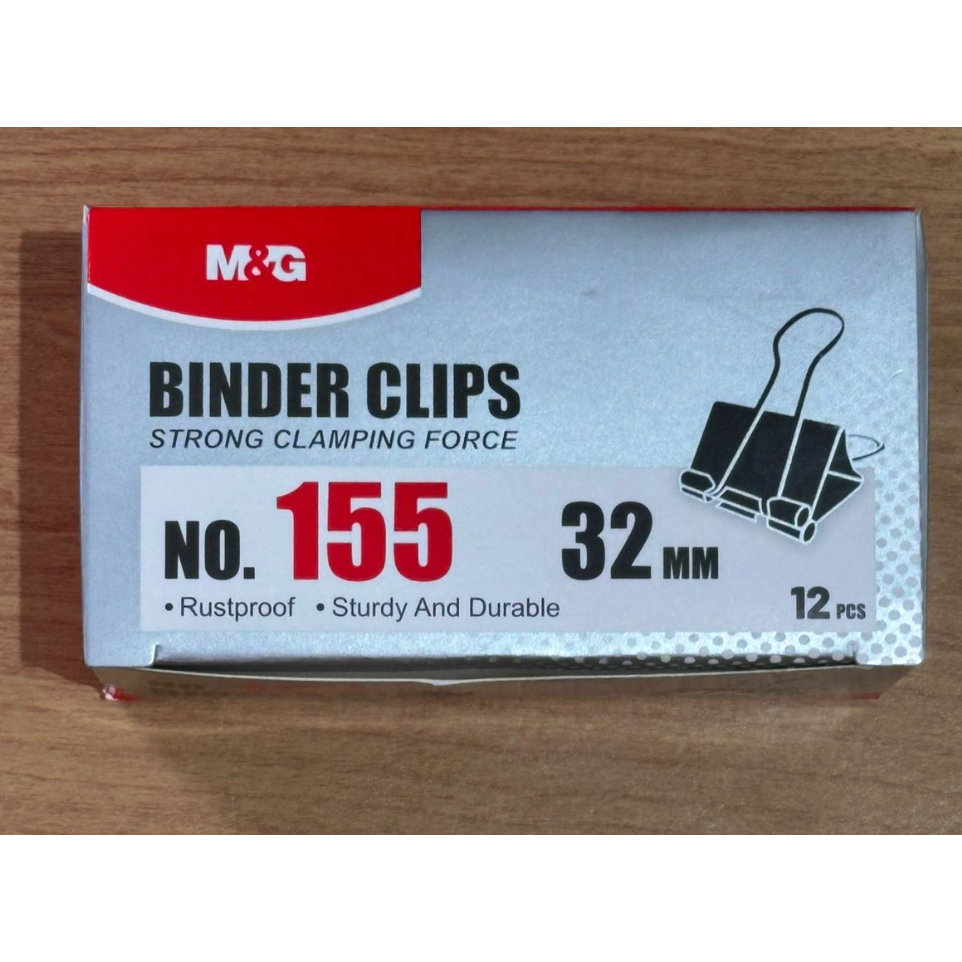 M&G
BINDER CLIPS
STRONG CLAMPING FORCE
NO. 155 32 MM
• Rustproof • Sturdy And Durable
12 PCS